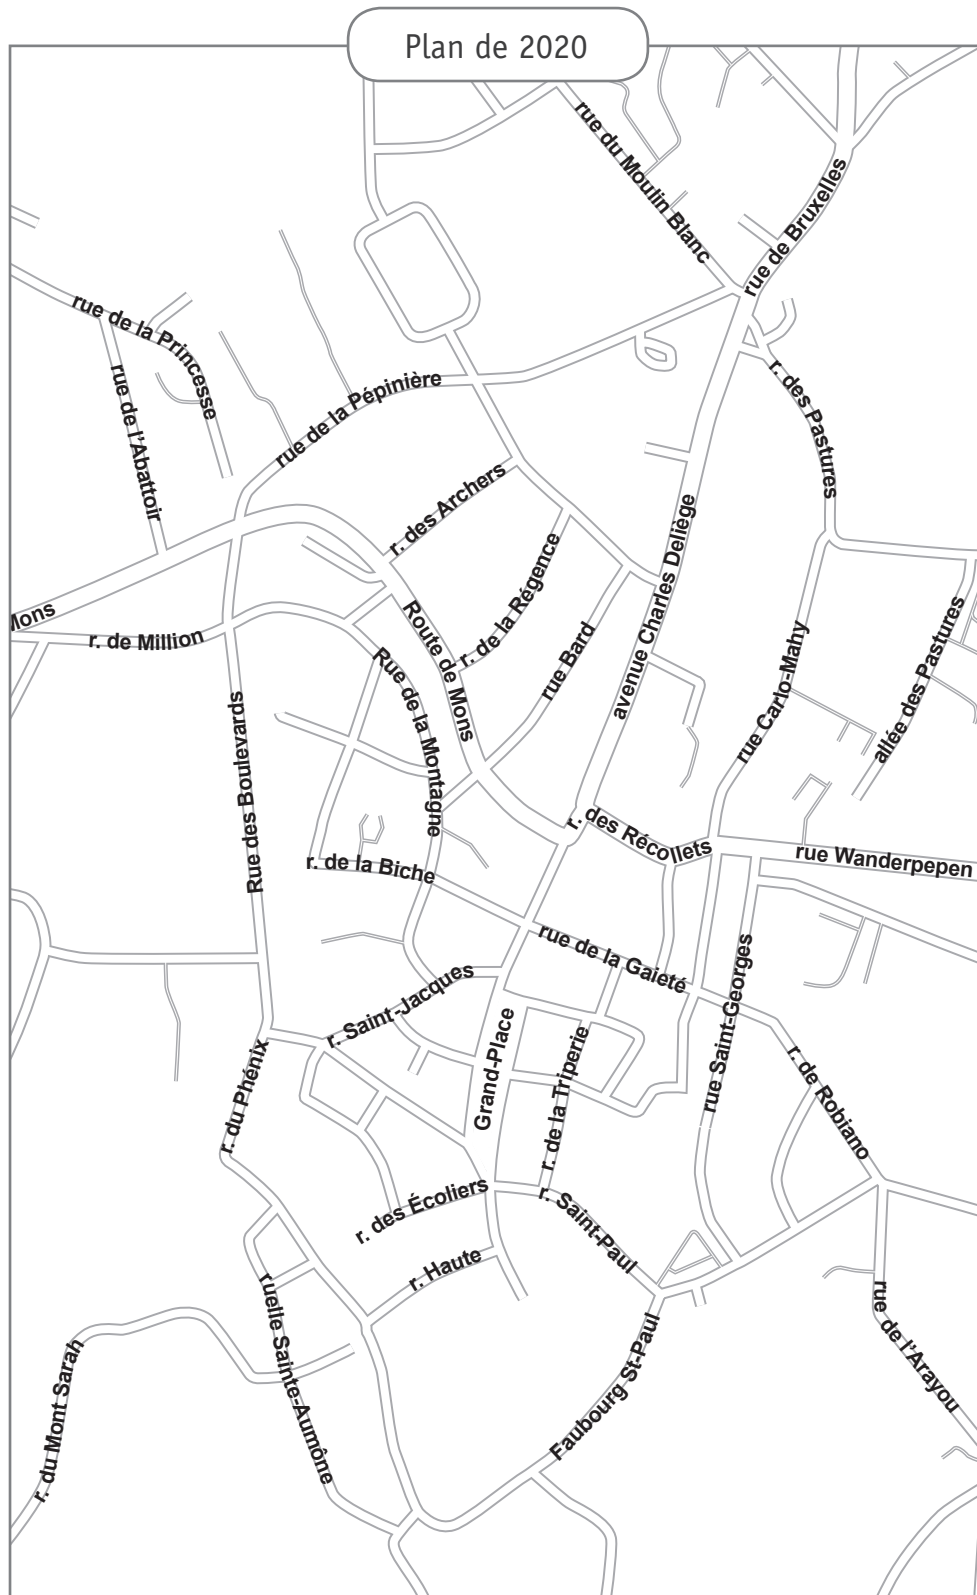 Plan de 2020
rue du Moulin Blanc
rue de Bruxelles
rue de la Princesse
rue de l'Abattoir
rue de la Pépinière
r. des Pastures
r. des Archers
r. de la Régence
avenue Charles Deliège
Mons
r. de Million
Route de Mons
rue Bard
rue Carlo-Mahy
allée des Pastures
Rue de la Montagne
Rue des Boulevards
r. des Récollets
rue Wanderpepen
r. de la Biche
rue de la Gaieté
r. Saint-Jacques
rue Saint-Georges
Grand-Place
r. de la Triperie
r. du Phénix
r. de Robiano
r. des Écoliers
r. Saint-Paul
r. Haute
ruelle Sainte-Aumône
rue de l'Arayou
Faubourg St-Paul
r. du Mont Sarah